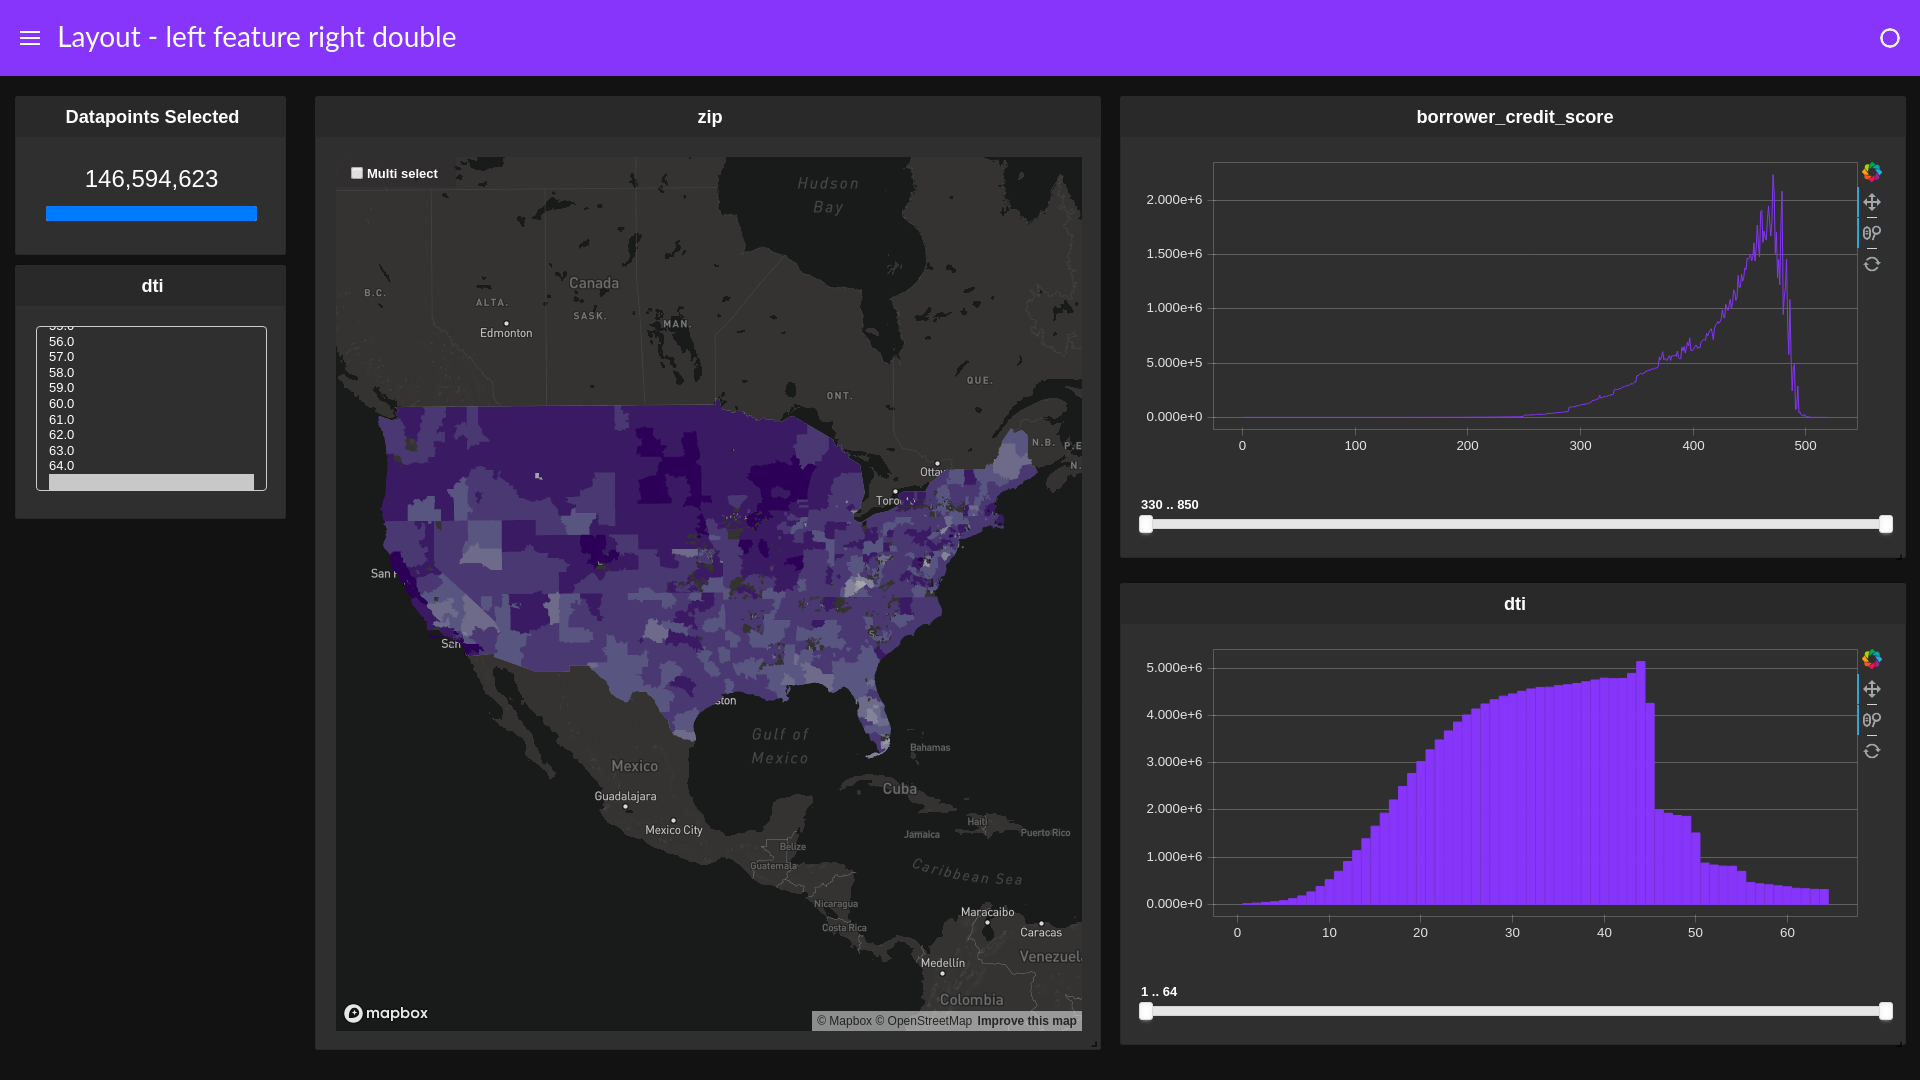 Layout - left feature right double
Datapoints Selected
146,594,623
dti
56.0
57.0
58.0
59.0
60.0
61.0
62.0
63.0
64.0
zip
Multi select
Hudson
Bay
Canada
B.C.
ALTA.
SASK.
MAN.
Edmonton
QUE.
ONT.
N.B.
P.E
N.
Otta
Toro
San
San
S.
ston
Gulf of
Mexico
Bahamas
Mexico
Cuba
Guadalajara
Mexico City
Haiti
Jamaica
Puerto Rico
Belize
Guatemala
Caribbean Sea
Nicaragua
Maracaibo
Costa Rica
Caracas
Venezuel
Medellín
Colombia
mapbox
© Mapbox © OpenStreetMap Improve this map
borrower_credit_score
2.000e+6
1.500e+6
1.000e+6
5.000e+5
0.000e+0
0 100 200 300 400 500
330 .. 850
dti
5.000e+6
4.000e+6
3.000e+6
2.000e+6
1.000e+6
0.000e+0
0 10 20 30 40 50 60
1 .. 64